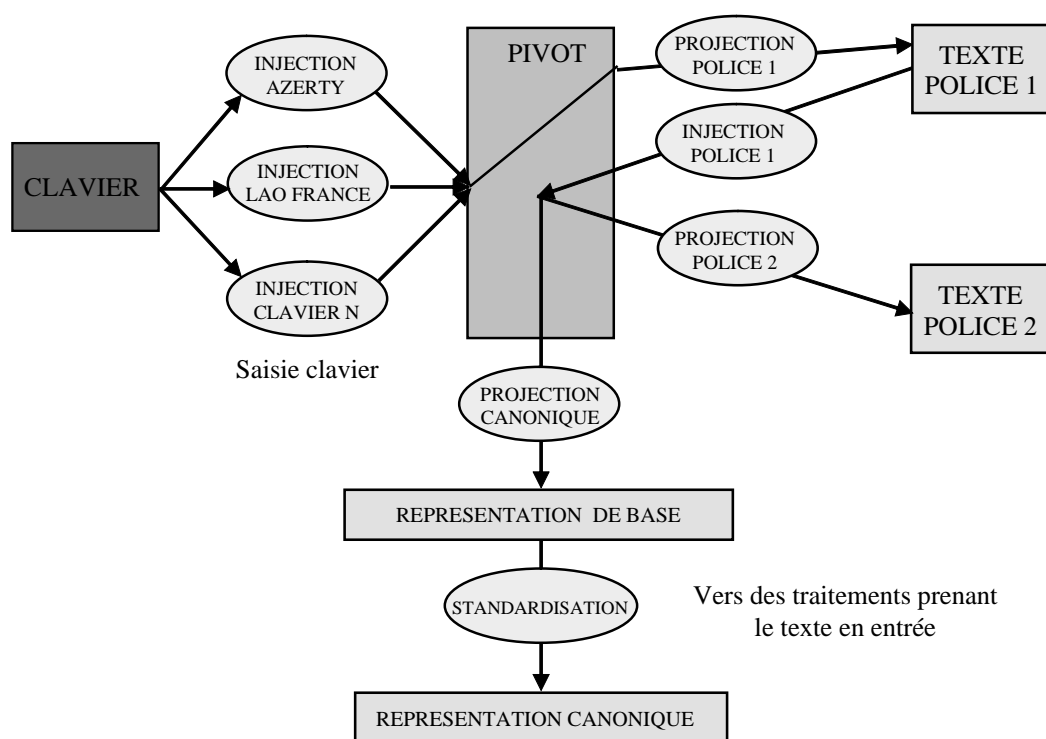 CLAVIER
INJECTION
AZERTY
INJECTION
LAO FRANCE
INJECTION
CLAVIER N
Saisie clavier
PIVOT
PROJECTION
POLICE 1
INJECTION
POLICE 1
PROJECTION
POLICE 2
TEXTE
POLICE 1
TEXTE
POLICE 2
PROJECTION
CANONIQUE
REPRESENTATION DE BASE
STANDARDISATION
Vers des traitements prenant
le texte en entrée
REPRESENTATION CANONIQUE